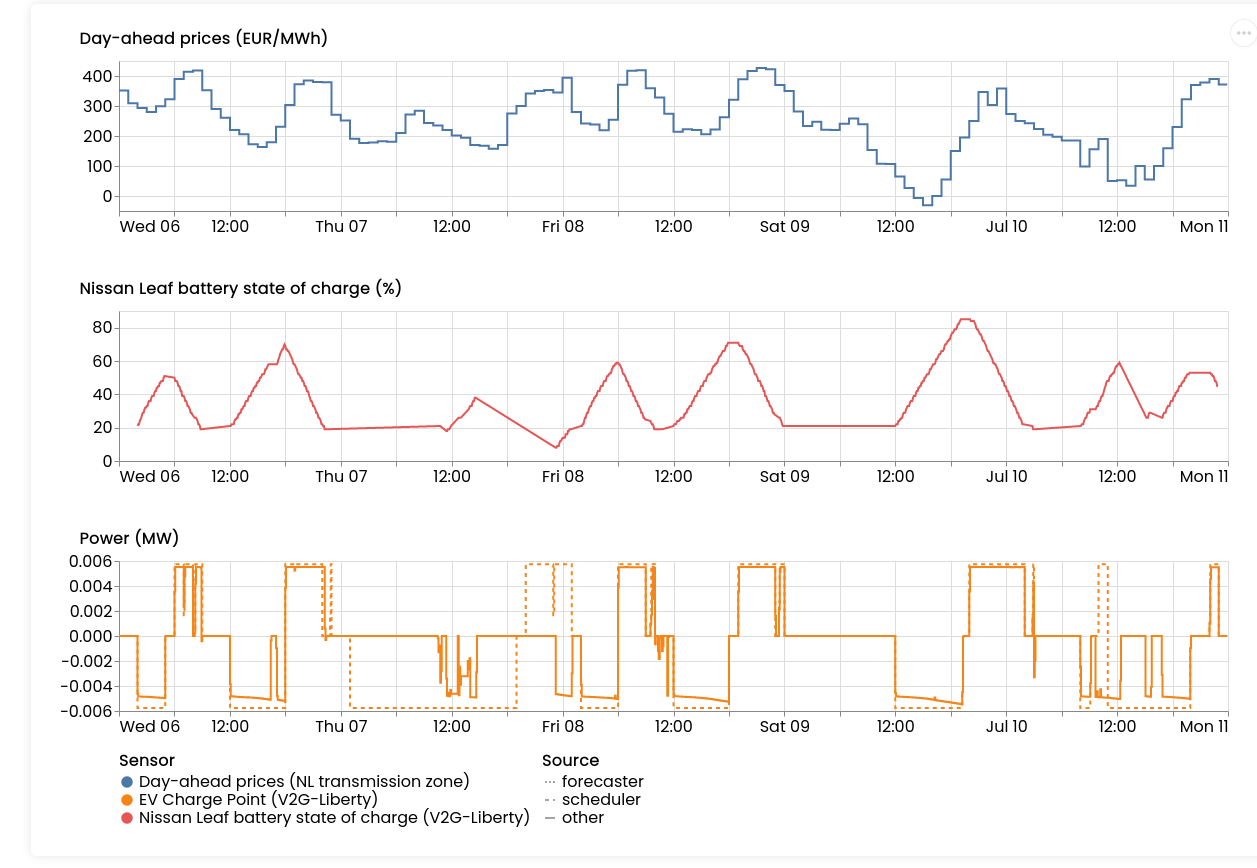 Day-ahead prices (EUR/MWh)
400
300
200
100
0
Wed 06 12:00 Thu 07 12:00 Fri 08 12:00 Sat 09 12:00 Jul 10 12:00 Mon 11
Nissan Leaf battery state of charge (%)
80
60
40
20
0
Wed 06 12:00 Thu 07 12:00 Fri 08 12:00 Sat 09 12:00 Jul 10 12:00 Mon 11
Power (MW)
0.006
0.004
0.002
0.000
−0.002
−0.004
−0.006
Wed 06 12:00 Thu 07 12:00 Fri 08 12:00 Sat 09 12:00 Jul 10 12:00 Mon 11
Sensor
Day-ahead prices (NL transmission zone)
EV Charge Point (V2G-Liberty)
Nissan Leaf battery state of charge (V2G-Liberty)
Source
forecaster
scheduler
other